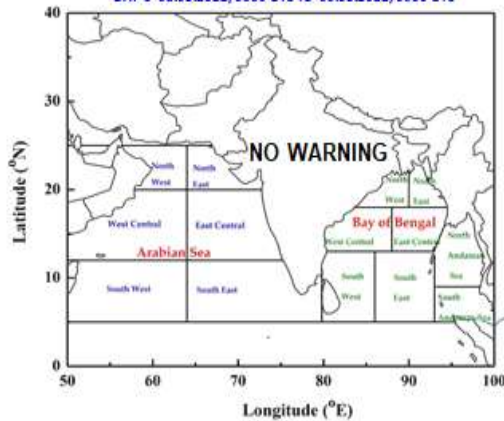 40
30
20
10
0
Latitude (°N)
NO WARNING
North
West
North
East
West Central
East Central
Arabian Sea
South West
South East
North
West
North
East
Bay of Bengal
West Central
East Central
South
West
South
East
North
Andaman
Sea
South
Andaman Sea
50
60
70
80
90
100
Longitude (°E)